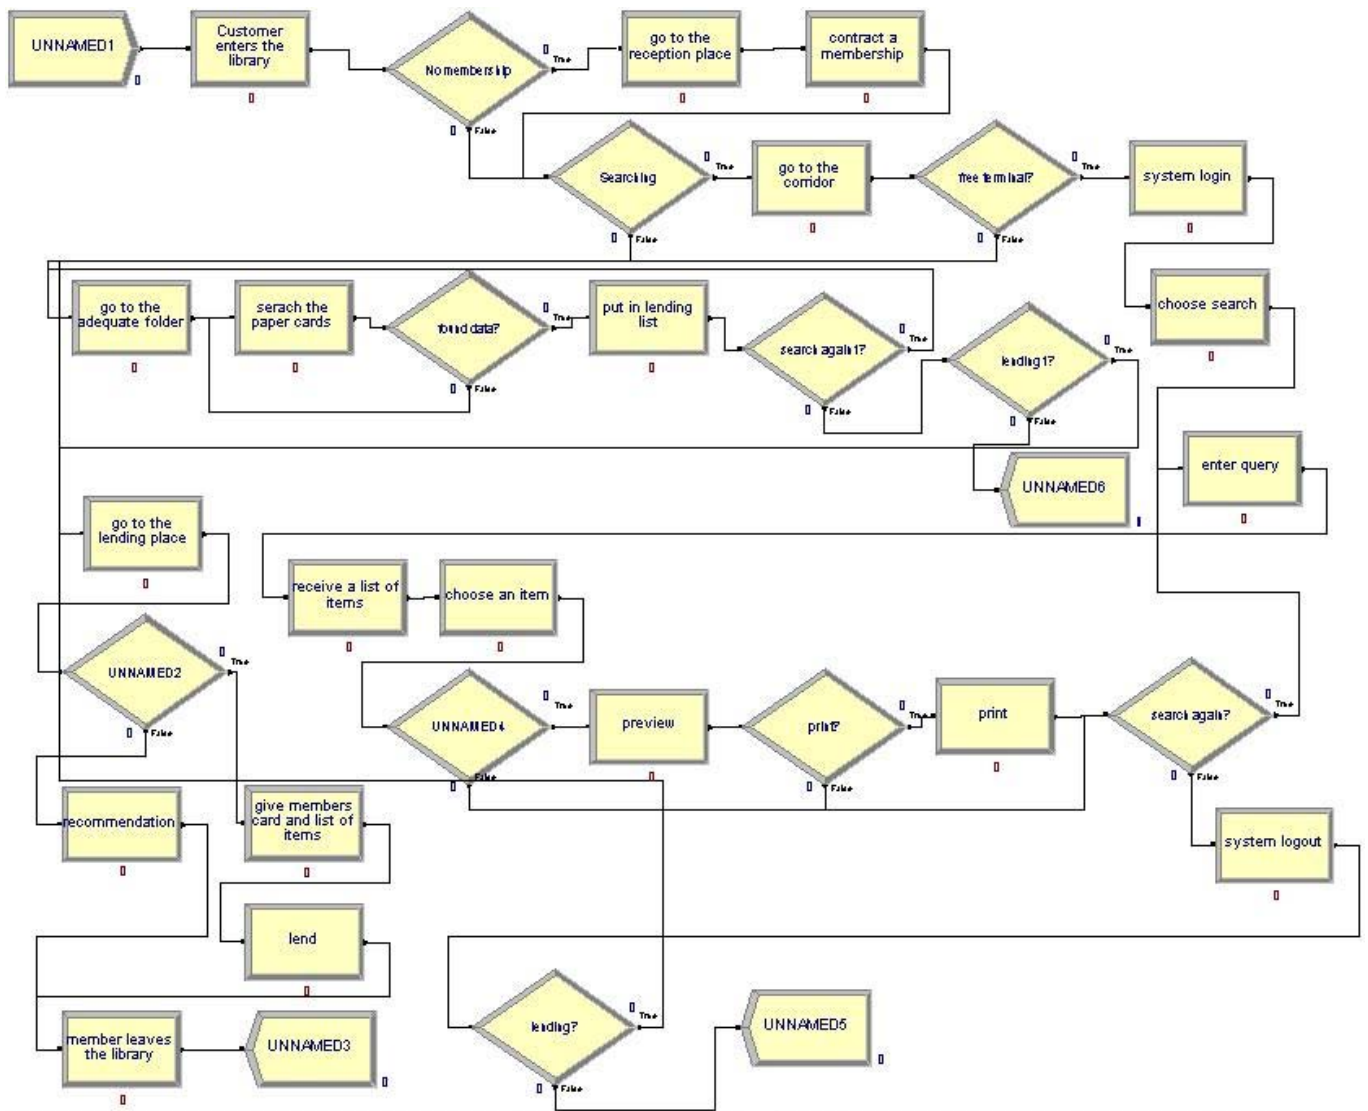 UNNAMED1
Customer
enters the
library
No membership
True
False
go to the
reception place
contract a
membership
Searching
True
False
go to the
corridor
free terminal?
True
False
system login
go to the
adequate folder
serach the
paper cards
found data?
True
False
put in lending
list
search again1?
True
False
lending1?
True
False
choose search
UNNAMED6
enter query
go to the
lending place
receive a list of
items
choose an item
UNNAMED2
True
False
UNNAMED4
True
False
preview
print?
True
False
print
search again?
True
False
recommendation
give members
card and list of
items
system logout
lend
lending?
True
False
UNNAMED5
member leaves
the library
UNNAMED3